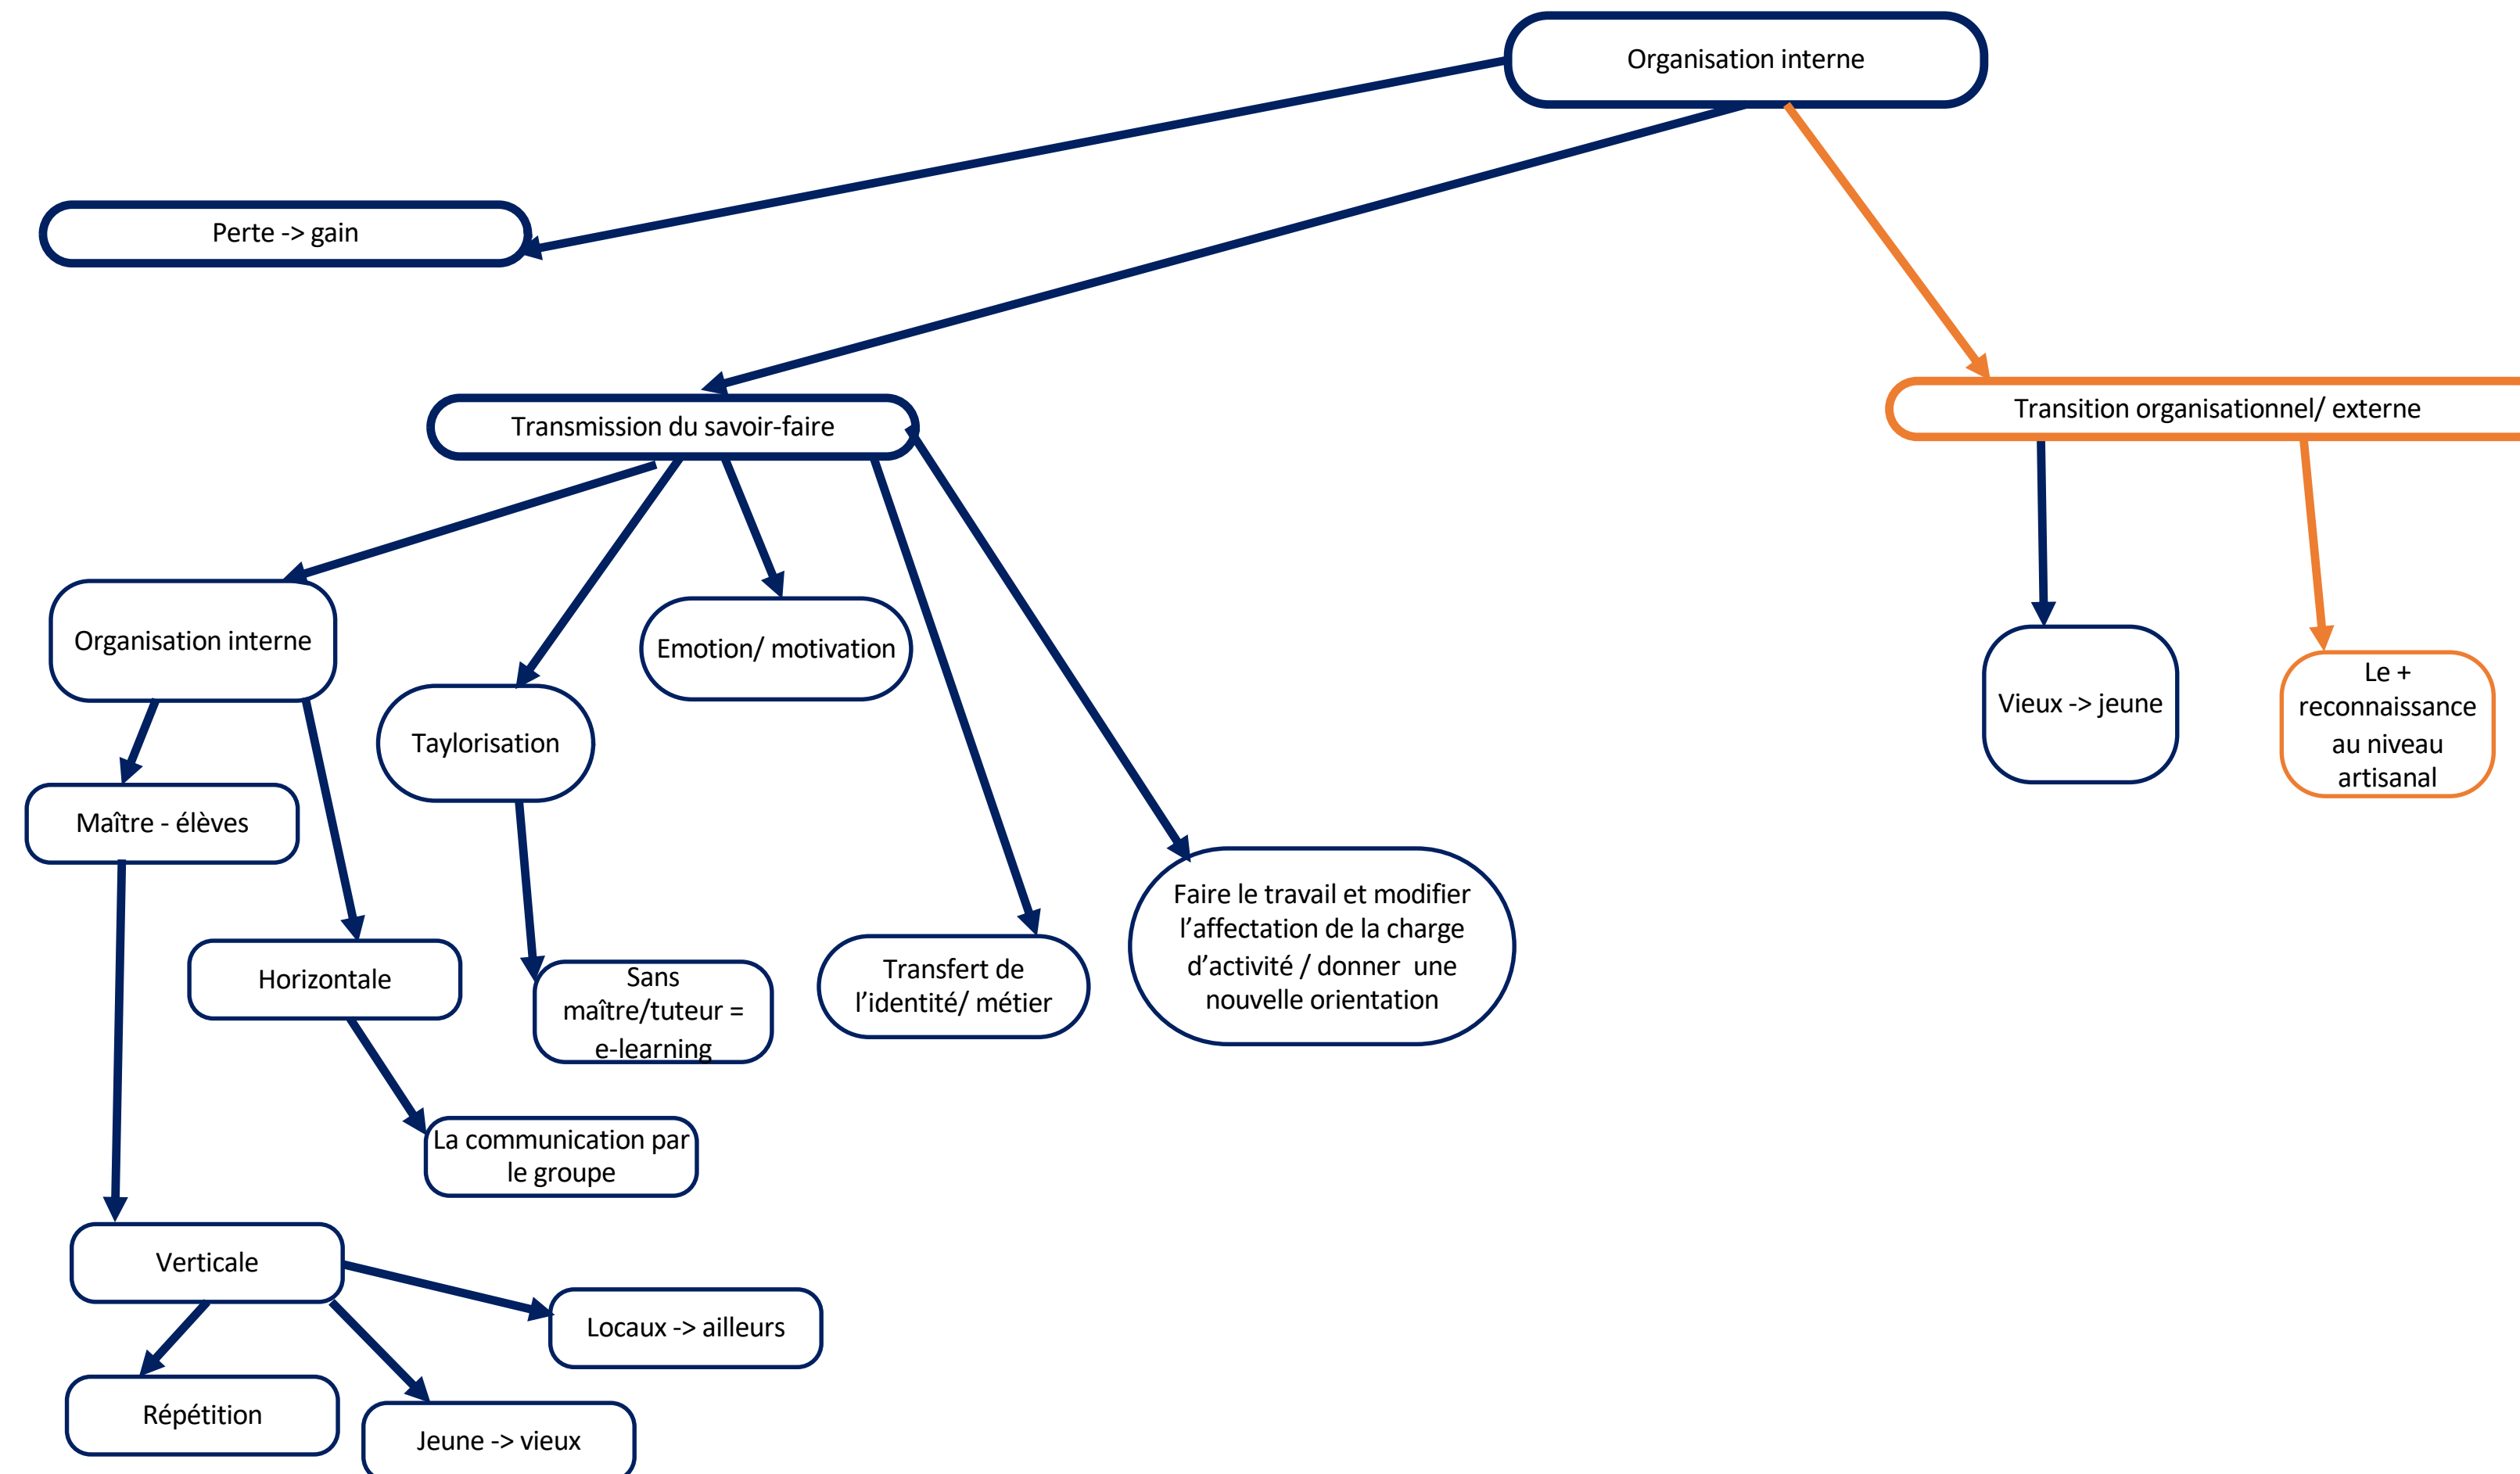 Organisation interne
Perte -> gain
Transition organisationnel/ externe
Transmission du savoir-faire
Organisation interne
Emotion/ motivation
Vieux -> jeune
Le +
reconnaissance
au niveau
artisanal
Taylorisation
Maître - élèves
Faire le travail et modifier
l’affectation de la charge
d’activité / donner  une
nouvelle orientation
Horizontale
Sans
maître/tuteur =
e-learning
Transfert de
l’identité/ métier
La communication par
le groupe
Verticale
Locaux -> ailleurs
Répétition
Jeune -> vieux